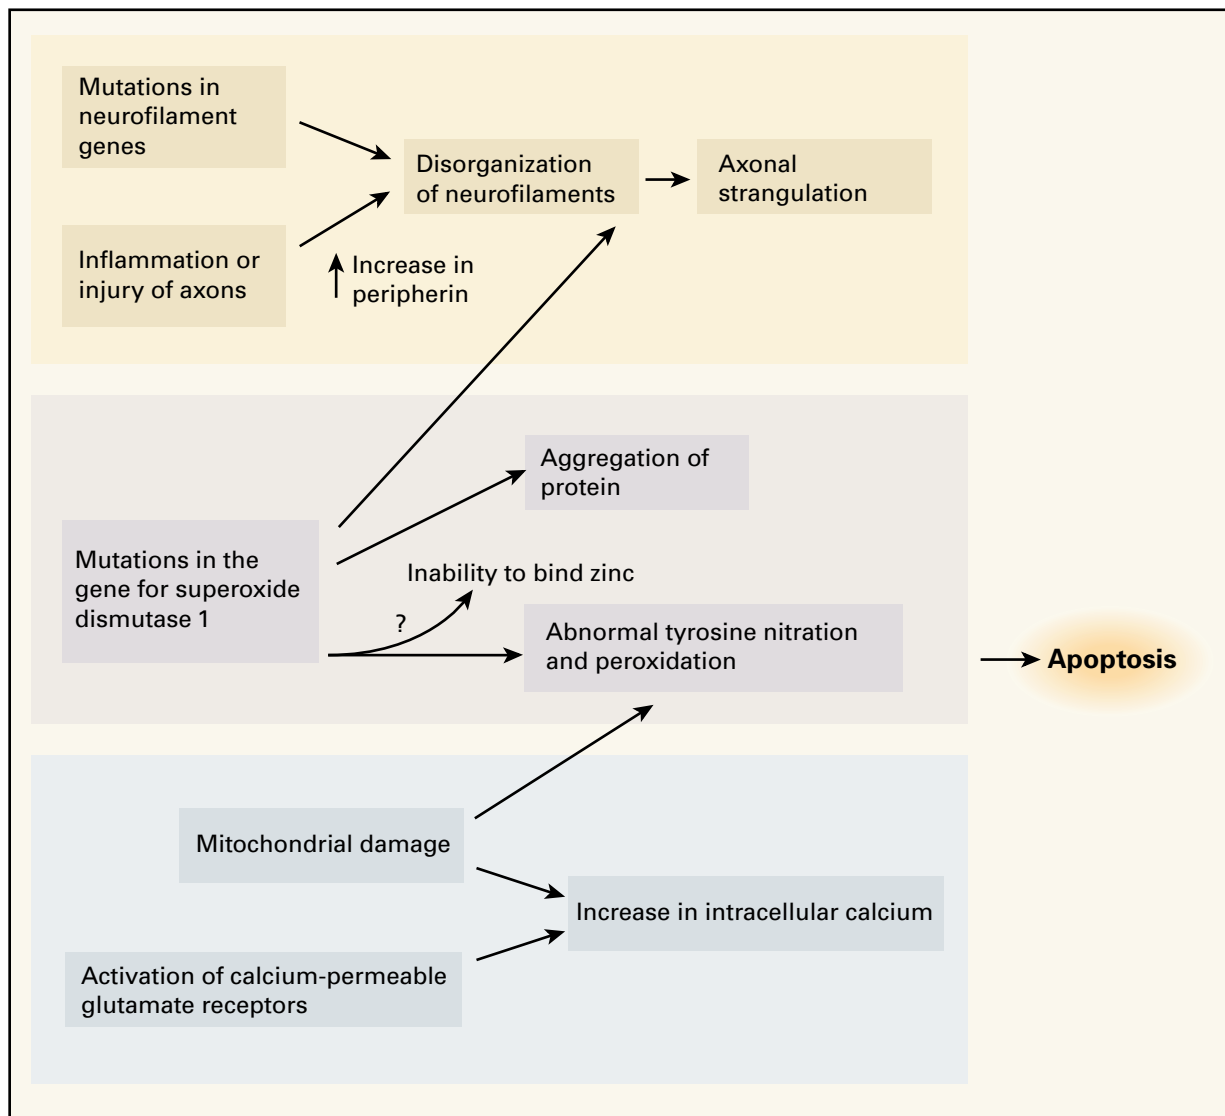 Mutations in
neurofilament
genes
Disorganization
of neurofilaments
Axonal
strangulation
Inflammation or
injury of axons
Increase in
peripherin
Aggregation of
protein
Mutations in the
gene for superoxide
dismutase 1
Inability to bind zinc
?
Abnormal tyrosine nitration
and peroxidation
Apoptosis
Mitochondrial damage
Increase in intracellular calcium
Activation of calcium-permeable
glutamate receptors